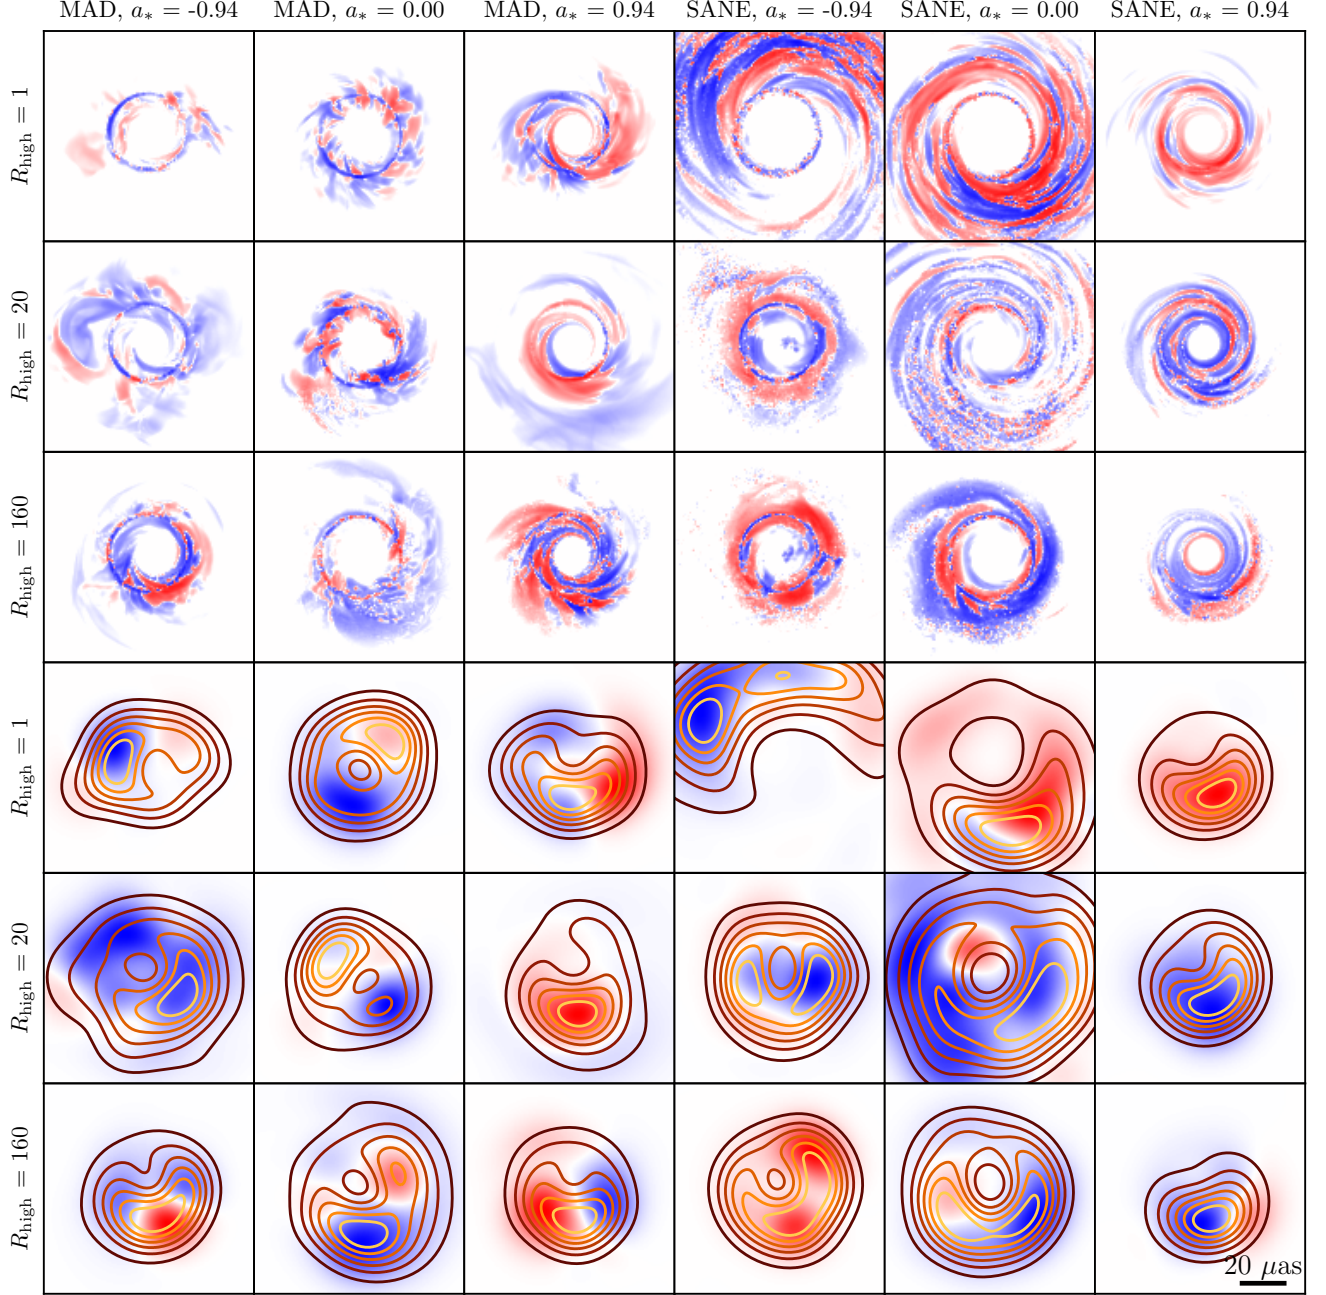 MAD, a* = -0.94
MAD, a* = 0.00
MAD, a* = 0.94
SANE, a* = -0.94
SANE, a* = 0.00
SANE, a* = 0.94
Rhigh = 1
Rhigh = 20
Rhigh = 160
Rhigh = 1
Rhigh = 20
Rhigh = 160
20 μas